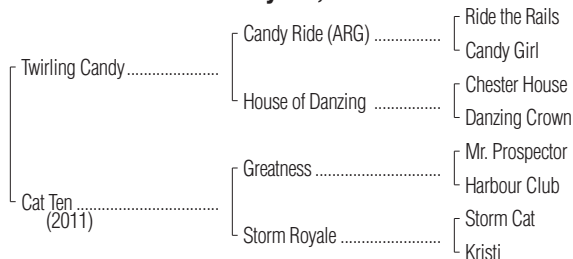 Ride the Rails
Candy Ride (ARG) ................
Candy Girl
Twirling Candy ......................
Chester House
House of Danzing ................
Danzing Crown
Mr. Prospector
Greatness ..............................
Harbour Club
Cat Ten ..................................
(2011)
Storm Cat
Storm Royale ........................
Kristi